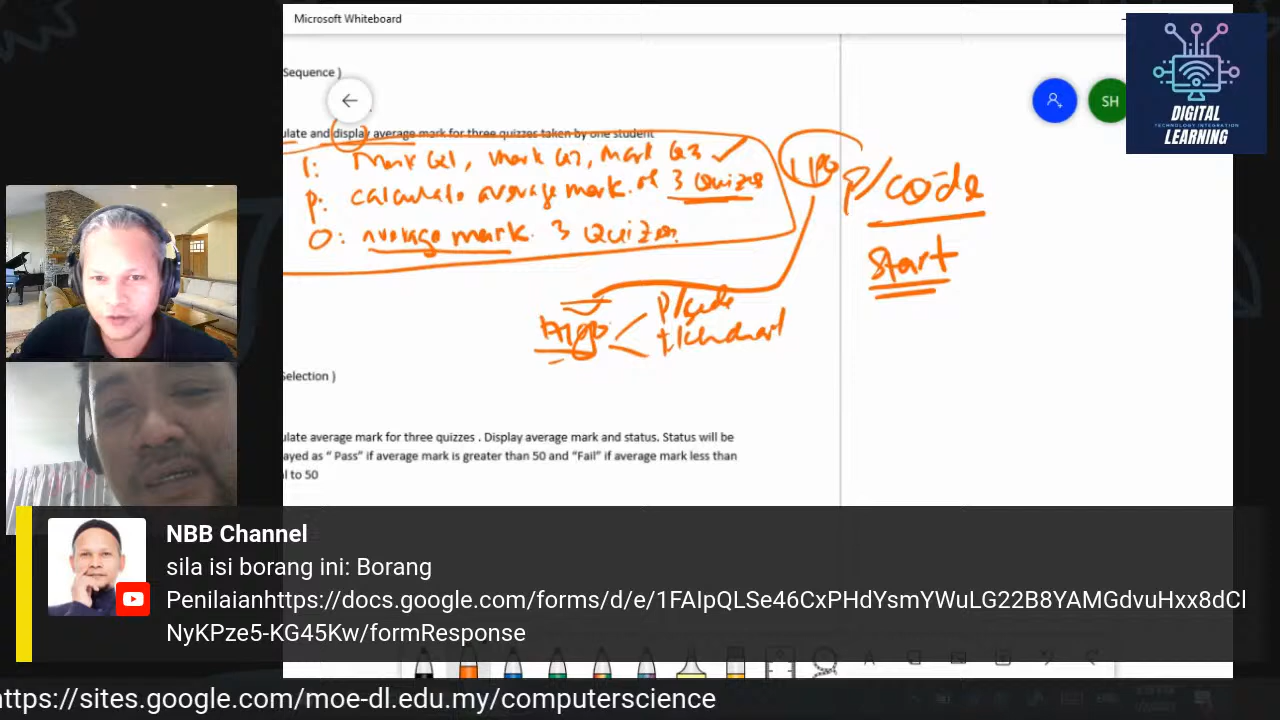 Microsoft Whiteboard
Sequence )
SH
DIGITAL
TECHNOLOGY INTEGRATION
LEARNING
ulate and display average mark for three quizzes taken by one student
I: Mark Q1, Mark Q2, Mark Q3
P: calculate average mark of 3 Quizes
O: average mark 3 Quizes
P/code
Start
Algo
P/code
Selection )
ulate average mark for three quizzes . Display average mark and status. Status will be
ayed as “ Pass” if average mark is greater than 50 and “Fail” if average mark less than
l to 50
NBB Channel
sila isi borang ini: Borang
Penilaianhttps://docs.google.com/forms/d/e/1FAIpQLSe46CxPHdYsmYWuLG22B8YAMGdvuHxx8dCl
NyKPze5-KG45Kw/formResponse
ttps://sites.google.com/moe-dl.edu.my/computerscience